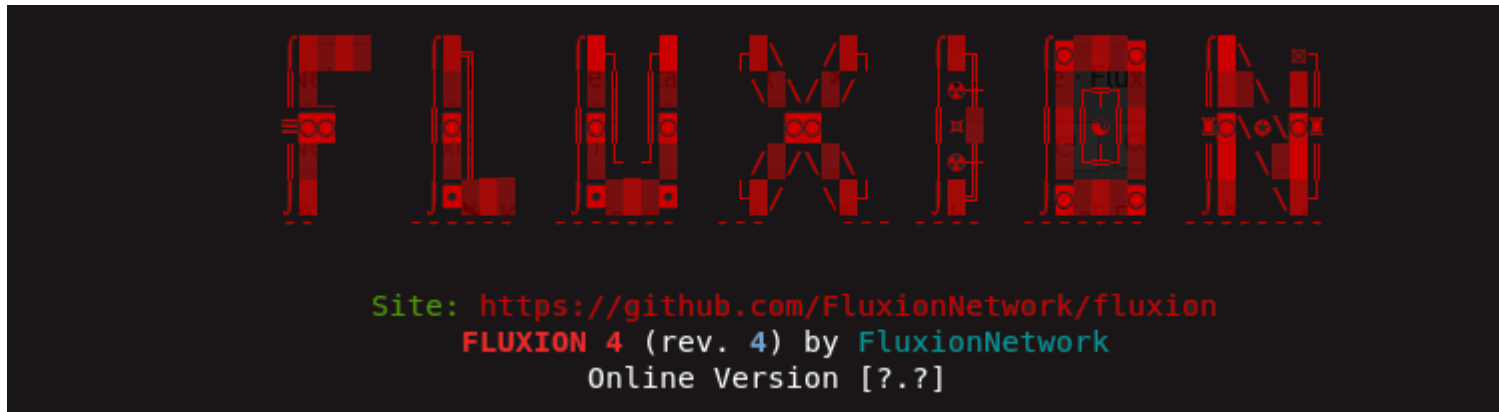 FLUXION
Site: https://github.com/FluxionNetwork/fluxion
FLUXION 4 (rev. 4) by FluxionNetwork
Online Version [?.?]